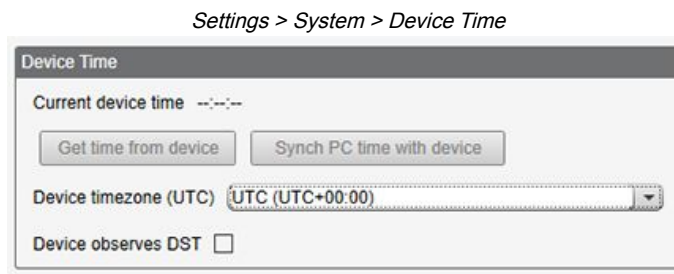 Settings > System > Device Time
Device Time
Current device time --:--:--
Get time from device Synch PC time with device
Device timezone (UTC) UTC (UTC+00:00)
Device observes DST